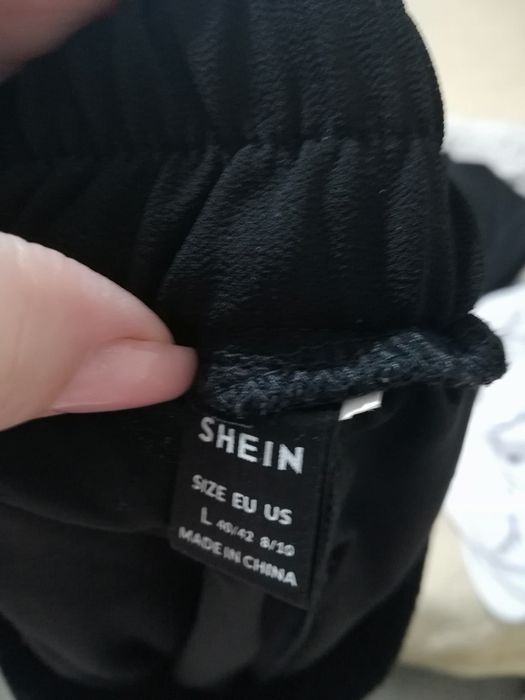 SHEIN
SIZE EU US
L 40/42 8/10
MADE IN CHINA